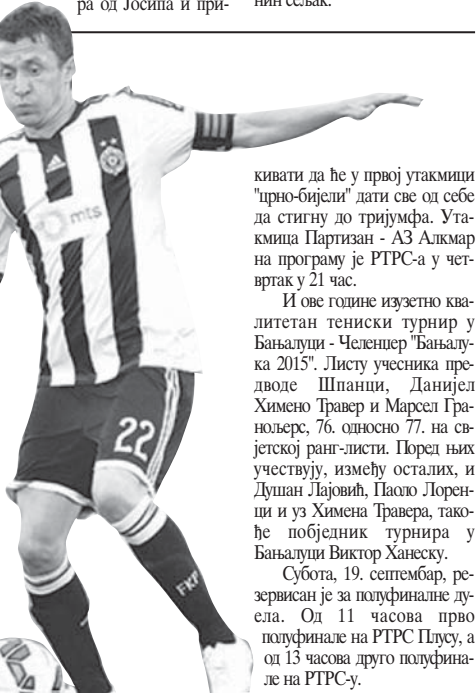 ра од Јосипа и при-
нин сељак.
mts
22
FKP
кивати да ће у првој утакмици
"црно-бијели" дати све од себе
да стигну до тријумфа. Ута-
кмица Партизан - АЗ Алкмар
на програму је РТРС-а у чет-
вртак у 21 час.
И ове године изузетно ква-
литетан тениски турнир у
Бањалуци - Челенџер "Бањалу-
ка 2015". Листу учесника пре-
дводе Шпанци, Данијел
Химено Травер и Марсел Гра-
нољерс, 76. односно 77. на св-
јетској ранг-листи. Поред њих
учествују, између осталих, и
Душан Лајовић, Паоло Лорен-
ци и уз Химена Травера, тако-
ђе побједник турнира у
Бањалуци Виктор Ханеску.
Субота, 19. септембар, ре-
зервисан је за полуфиналне ду-
ела. Од 11 часова прво
полуфинале на РТРС Плусу, а
од 13 часова друго полуфина-
ле на РТРС-у.